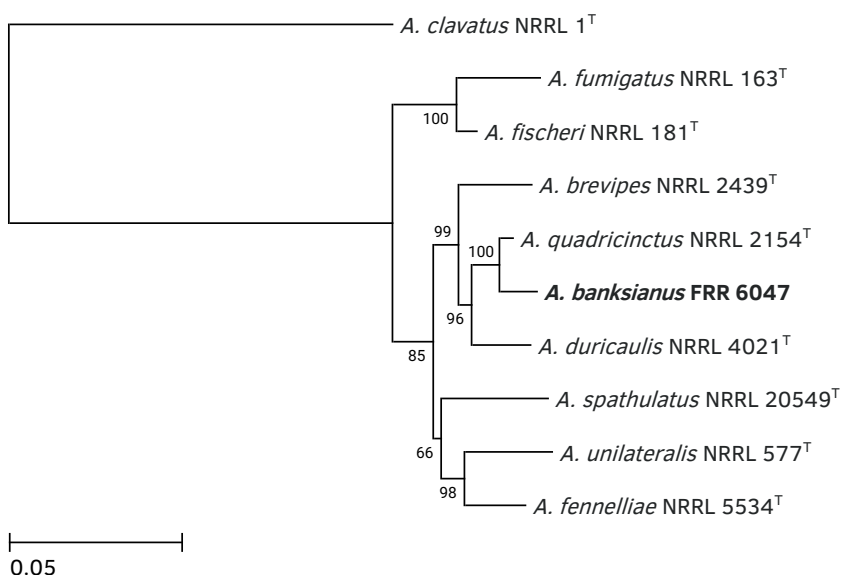 A. clavatus NRRL 1ᵀ
A. fumigatus NRRL 163ᵀ
100
A. fischeri NRRL 181ᵀ
A. brevipes NRRL 2439ᵀ
99
A. quadricinctus NRRL 2154ᵀ
100
A. banksianus FRR 6047
96
A. duricaulis NRRL 4021ᵀ
85
A. spathulatus NRRL 20549ᵀ
66
A. unilateralis NRRL 577ᵀ
98
A. fennelliae NRRL 5534ᵀ
0.05